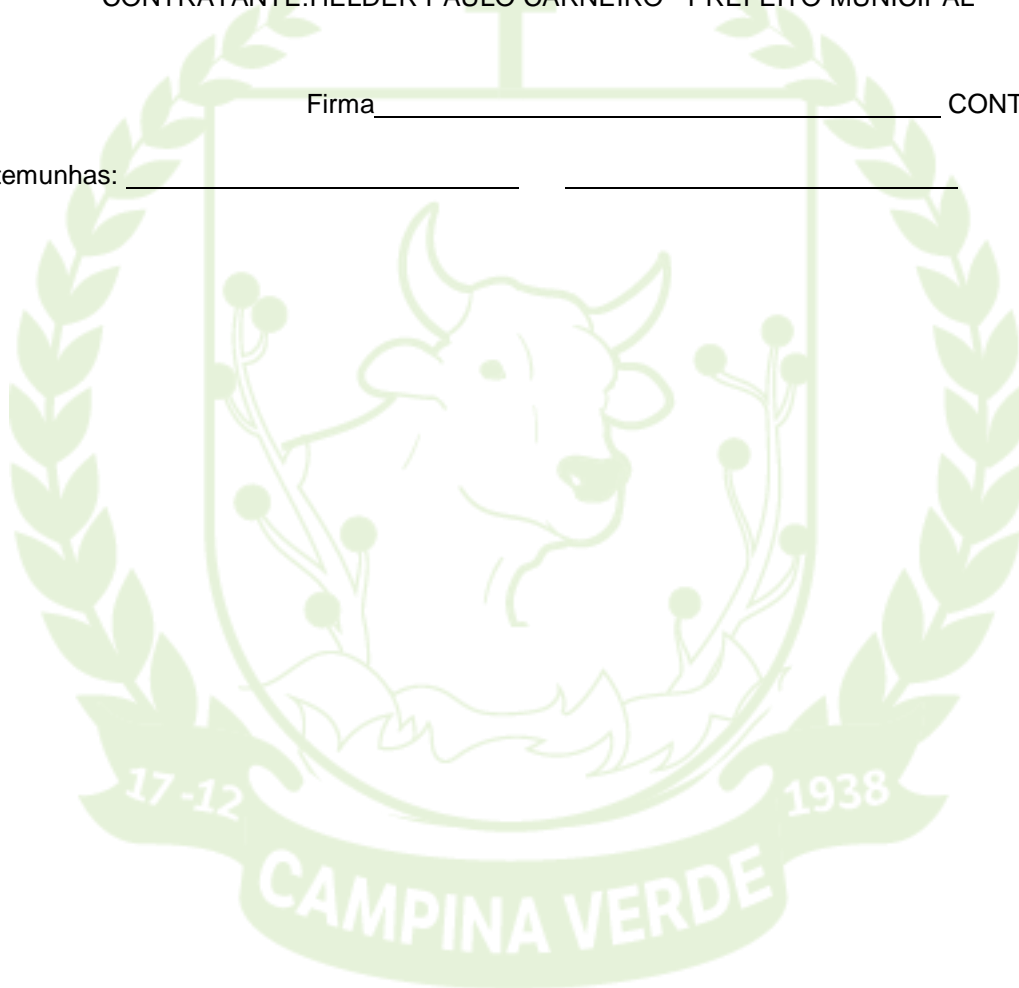 CONTRATANTE:HELDER PAULO CARNEIRO - PREFEITO MUNICIPAL
Firma CONT
temunhas:
17-12
1938
CAMPINA VERDE